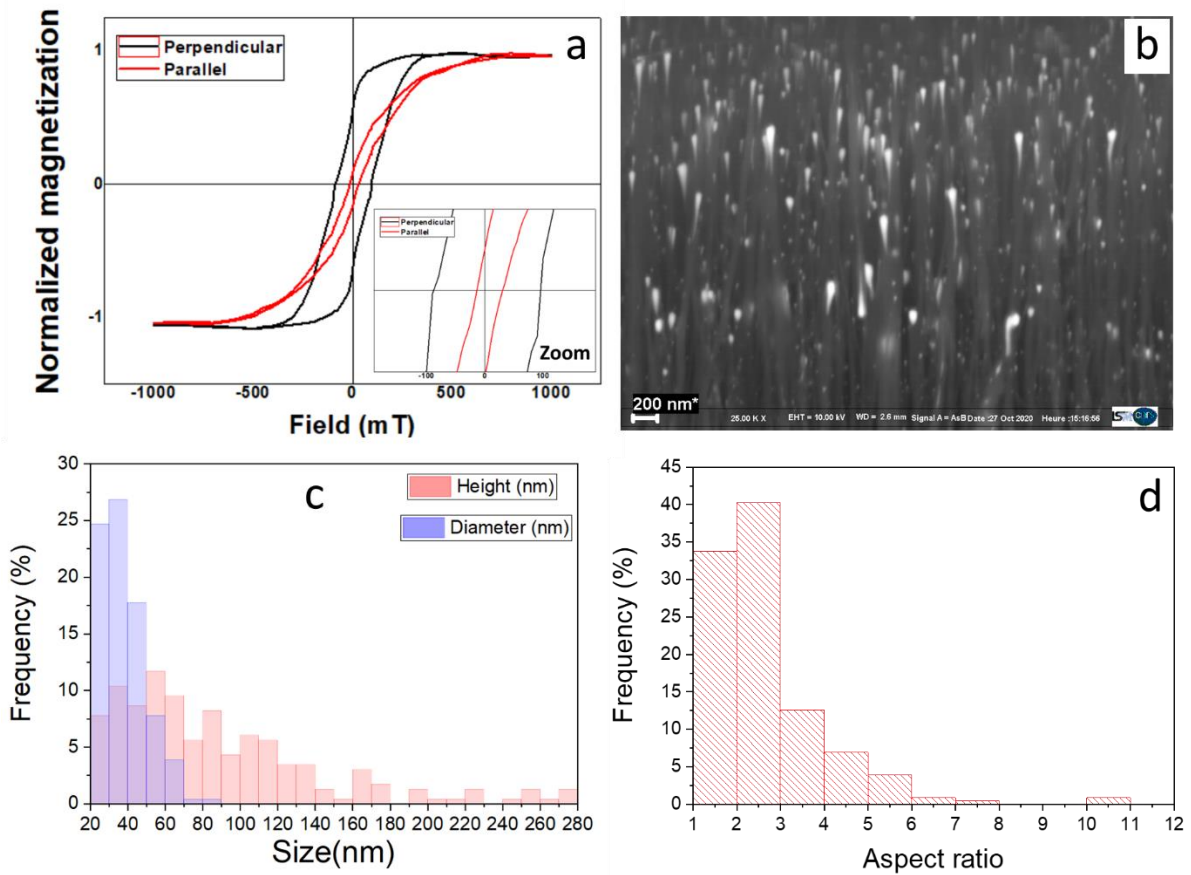 a
Perpendicular
Parallel
Normalized magnetization
1
0
-1
Perpendicular
Parallel
Zoom
-100
0
100
-1000
-500
0
500
1000
Field (mT)
b
200 nm*
25.00 K X
EHT = 10.00 kV
WD = 2.6 mm
Signal A = AsB
Date :27 Oct 2020
Heure :15:16:56
c
Height (nm)
Diameter (nm)
Frequency (%)
30
25
20
15
10
5
0
20 40 60 80 100 120 140 160 180 200 220 240 260 280
Size(nm)
d
Frequency (%)
45
40
35
30
25
20
15
10
5
0
1 2 3 4 5 6 7 8 9 10 11 12
Aspect ratio